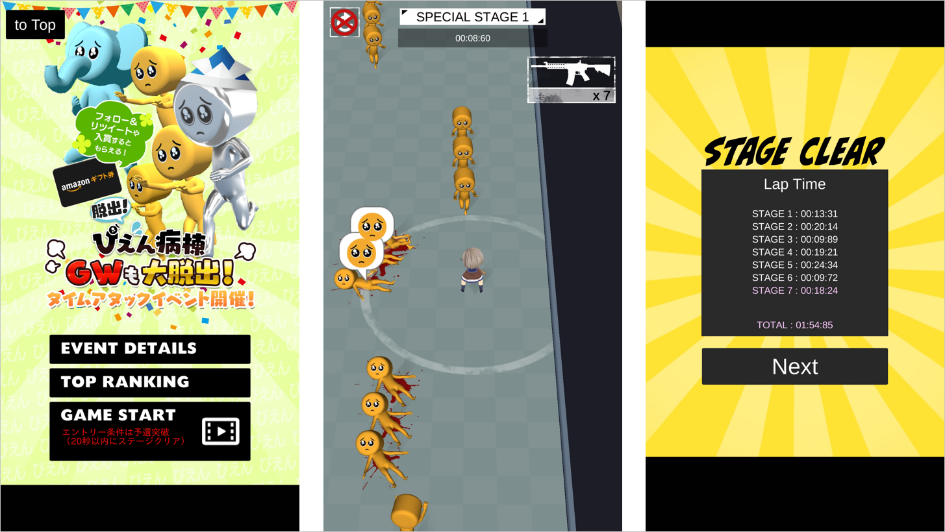 to Top
フォロー&
リツイートや
入賞すると
もらえる！
amazon ギフト券
脱出！
ぴえん病棟
GWも大脱出！
タイムアタックイベント開催！
EVENT DETAILS
TOP RANKING
GAME START
エントリー条件は予選突破
（20秒以内にステージクリア）
SPECIAL STAGE 1
00:08:60
x 7
STAGE CLEAR
Lap Time
STAGE 1 : 00:13:31
STAGE 2 : 00:20:14
STAGE 3 : 00:09:89
STAGE 4 : 00:19:21
STAGE 5 : 00:24:34
STAGE 6 : 00:09:72
STAGE 7 : 00:18:24
TOTAL : 01:54:85
Next